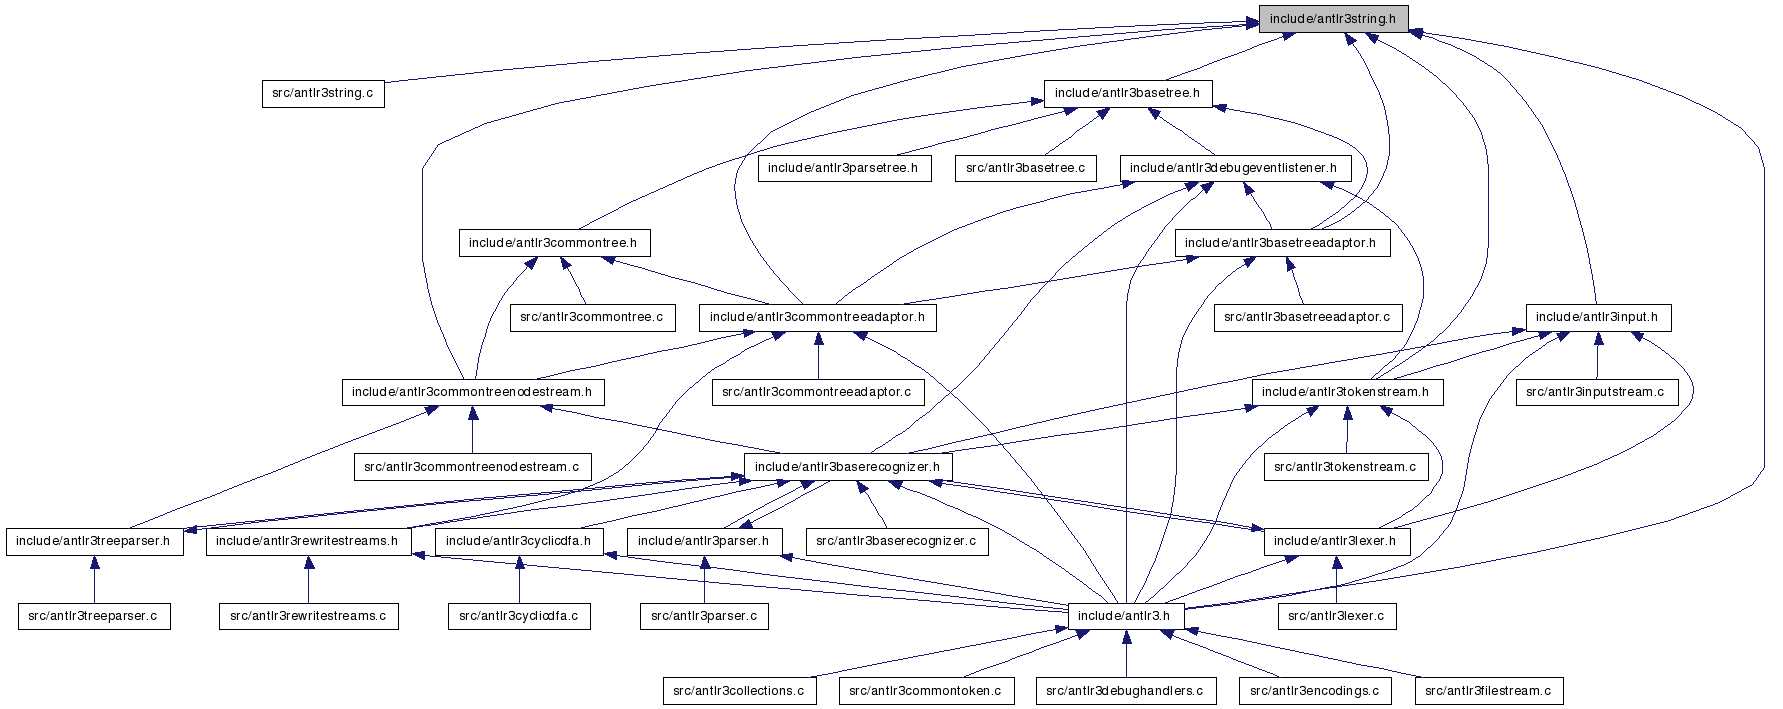 include/antlr3string.h
src/antlr3string.c
include/antlr3basetree.h
include/antlr3parsetree.h
src/antlr3basetree.c
include/antlr3debugeventlistener.h
include/antlr3commontree.h
include/antlr3basetreeadaptor.h
src/antlr3commontree.c
include/antlr3commontreeadaptor.h
src/antlr3basetreeadaptor.c
include/antlr3input.h
include/antlr3commontreenodestream.h
src/antlr3commontreeadaptor.c
include/antlr3tokenstream.h
src/antlr3inputstream.c
src/antlr3commontreenodestream.c
include/antlr3baserecognizer.h
src/antlr3tokenstream.c
include/antlr3treeparser.h
include/antlr3rewritestreams.h
include/antlr3cyclicdfa.h
include/antlr3parser.h
src/antlr3baserecognizer.c
include/antlr3lexer.h
src/antlr3treeparser.c
src/antlr3rewritestreams.c
src/antlr3cyclicdfa.c
src/antlr3parser.c
include/antlr3.h
src/antlr3lexer.c
src/antlr3collections.c
src/antlr3commontoken.c
src/antlr3debughandlers.c
src/antlr3encodings.c
src/antlr3filestream.c